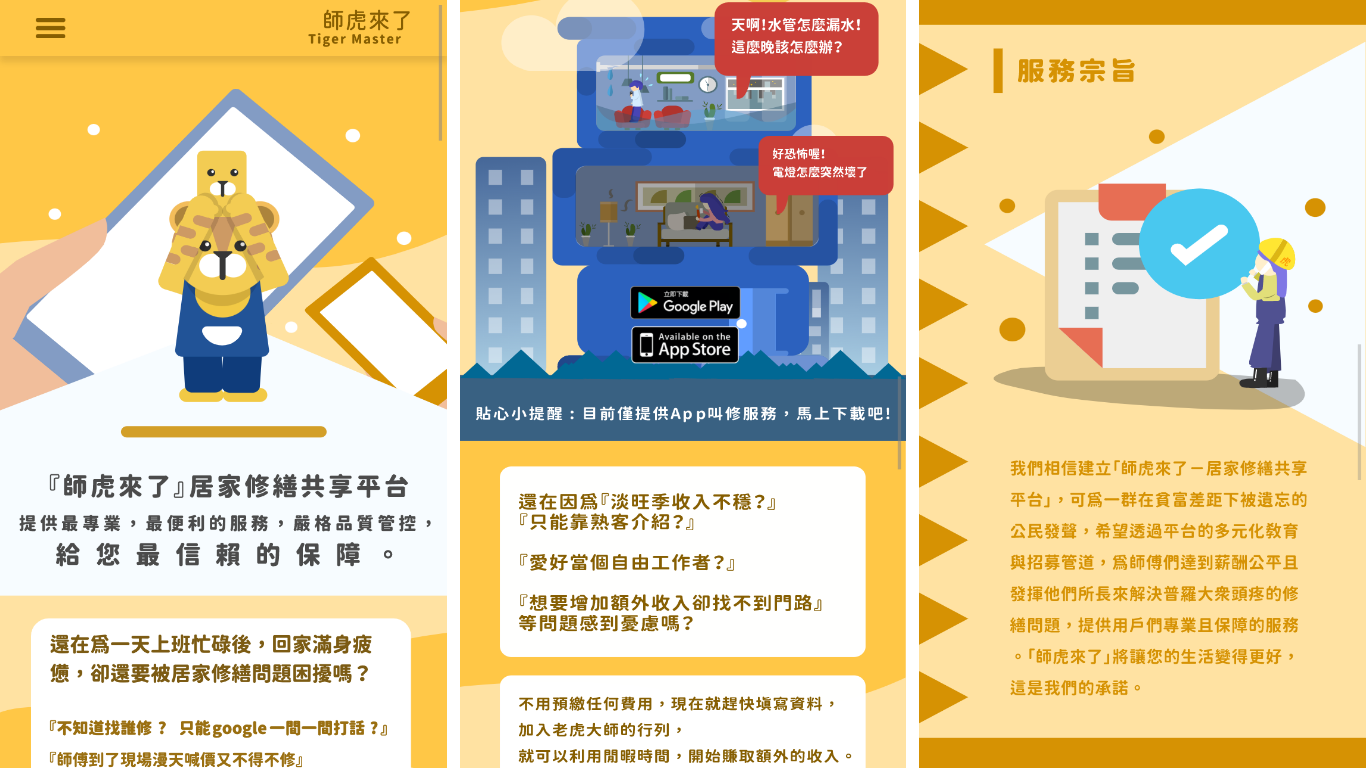 師虎來了
Tiger Master
『師虎來了』居家修繕共享平台
提供最專業，最便利的服務，嚴格品質管控，
給您最信賴的保障。
還在為一天上班忙碌後，回家滿身疲
憊，卻還要被居家修繕問題困擾嗎？
『不知道找誰修？ 只能google一間一間打話？』
『師傅到了現場漫天喊價又不得不修』
天啊!水管怎麼漏水!
這麼晚該怎麼辦?
好恐怖喔!
電燈怎麼突然壞了
立即下載
Google Play
Available on the
App Store
貼心小提醒：目前僅提供App叫修服務，馬上下載吧!
還在因為『淡旺季收入不穩?』
『只能靠熟客介紹?』
『愛好當個自由工作者?』
『想要增加額外收入卻找不到門路』
等問題感到憂慮嗎?
不用預繳任何費用，現在就趕快填寫資料，
加入老虎大師的行列，
就可以利用閒暇時間，開始賺取額外的收入。
服務宗旨
我們相信建立「師虎來了－居家修繕共享
平台」，可為一群在貧富差距下被遺忘的
公民發聲，希望透過平台的多元化教育
與招募管道，為師傅們達到薪酬公平且
發揮他們所長來解決普羅大衆頭疼的修
繕問題，提供用戶們專業且保障的服務
。「師虎來了」將讓您的生活變得更好，
這是我們的承諾。